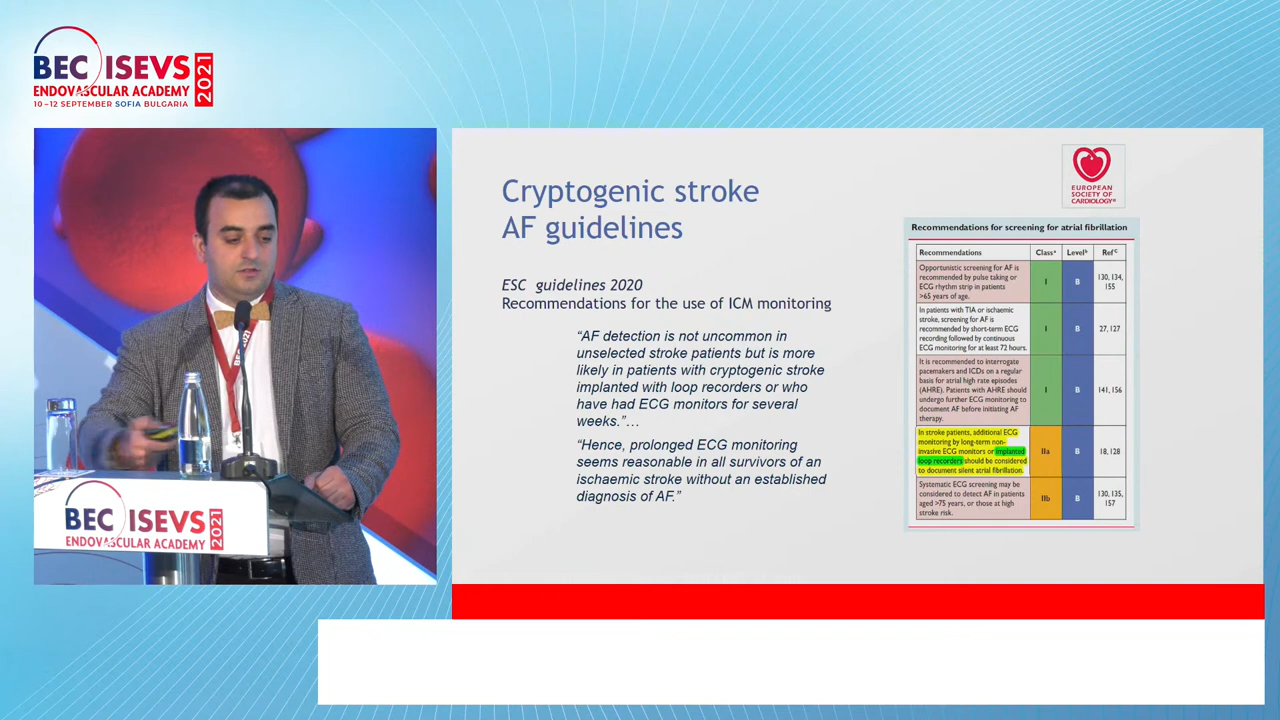 BEC ISEVS
ENDOVASCULAR ACADEMY
2021
10–12 SEPTEMBER SOFIA BULGARIA
BEC ISEVS
ENDOVASCULAR ACADEMY
2021
Cryptogenic stroke
AF guidelines
ESC guidelines 2020
Recommendations for the use of ICM monitoring
“AF detection is not uncommon in
unselected stroke patients but is more
likely in patients with cryptogenic stroke
implanted with loop recorders or who
have had ECG monitors for several
weeks.”…
“Hence, prolonged ECG monitoring
seems reasonable in all survivors of an
ischaemic stroke without an established
diagnosis of AF.”
EUROPEAN
SOCIETY OF
CARDIOLOGY®
Recommendations for screening for atrial fibrillation
Recommendations Classᵃ Levelᵇ Refᶜ
Opportunistic screening for AF is
recommended by pulse taking or
ECG rhythm strip in patients
>65 years of age.
I B 130, 134,
155
In patients with TIA or ischaemic
stroke, screening for AF is
recommended by short-term ECG
recording followed by continuous
ECG monitoring for at least 72 hours.
I B 27, 127
It is recommended to interrogate
pacemakers and ICDs on a regular
basis for atrial high rate episodes
(AHRE). Patients with AHRE should
undergo further ECG monitoring to
document AF before initiating AF
therapy.
I B 141, 156
In stroke patients, additional ECG
monitoring by long-term non-
invasive ECG monitors or implanted
loop recorders should be considered
to document silent atrial fibrillation.
IIa B 18, 128
Systematic ECG screening may be
considered to detect AF in patients
aged >75 years, or those at high
stroke risk.
IIb B 130, 135,
157